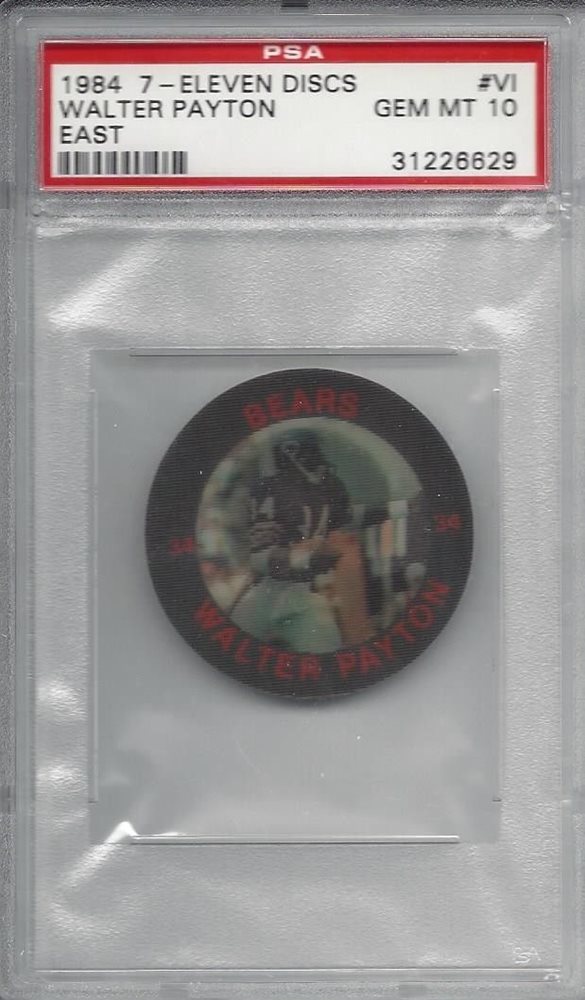 PSA
1984 7-ELEVEN DISCS #VI
WALTER PAYTON GEM MT 10
EAST
31226629
BEARS
34 34
WALTER PAYTON